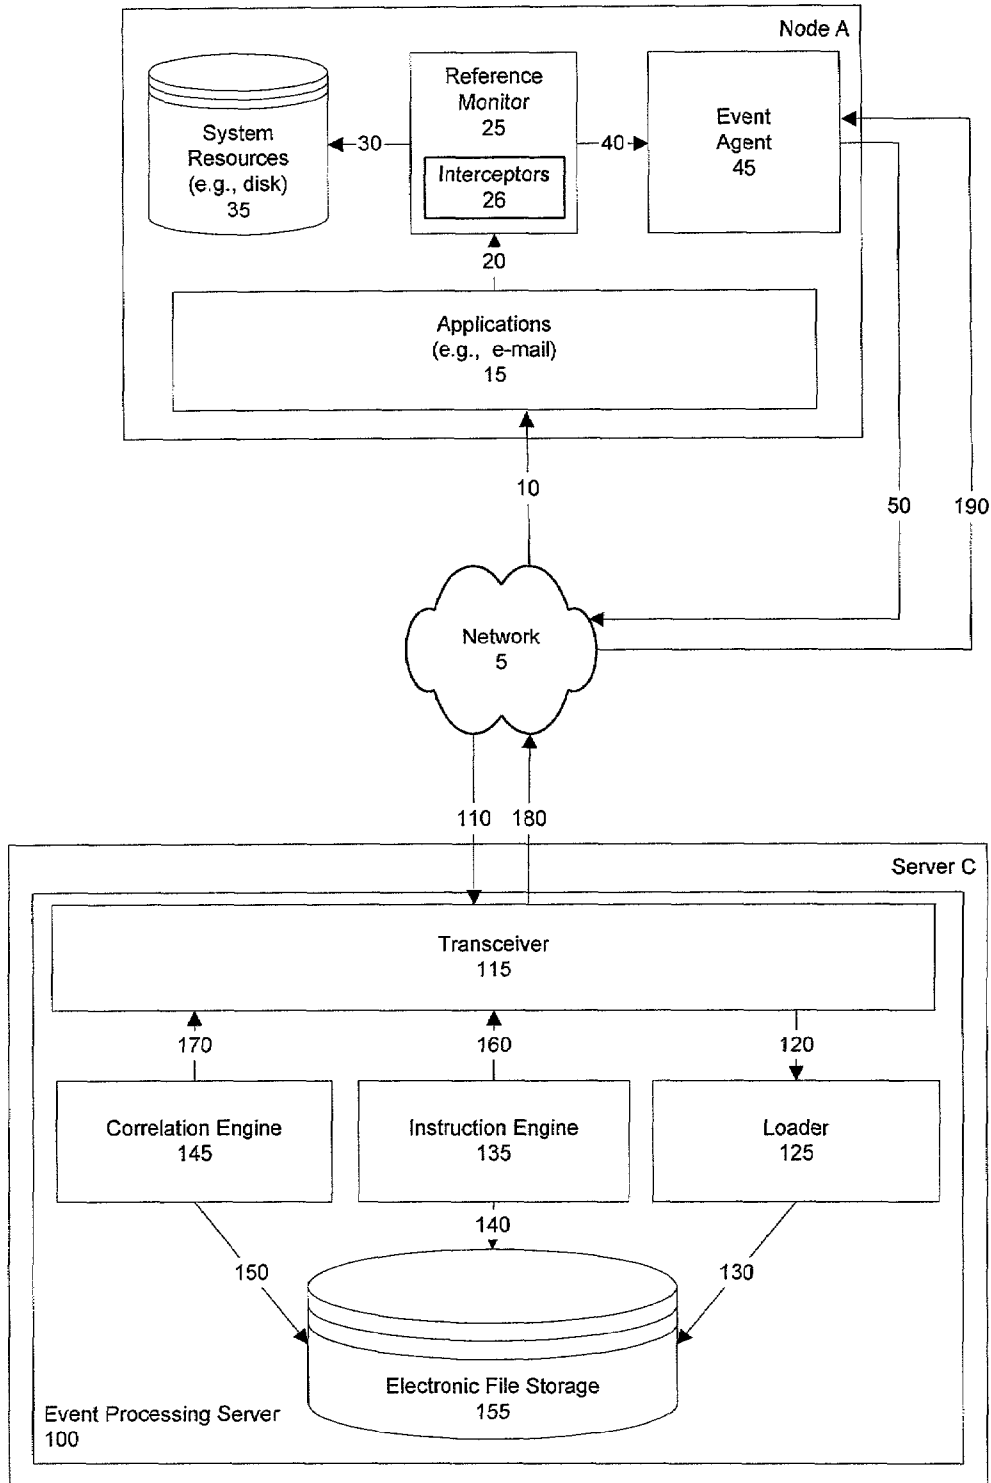 Node A
System
Resources
(e.g., disk)
35
30
Reference
Monitor
25
Interceptors
26
40
Event
Agent
45
20
Applications
(e.g., e-mail)
15
10
50
190
Network
5
110
180
Server C
Transceiver
115
170
160
120
Correlation Engine
145
Instruction Engine
135
Loader
125
150
140
130
Electronic File Storage
155
Event Processing Server
100